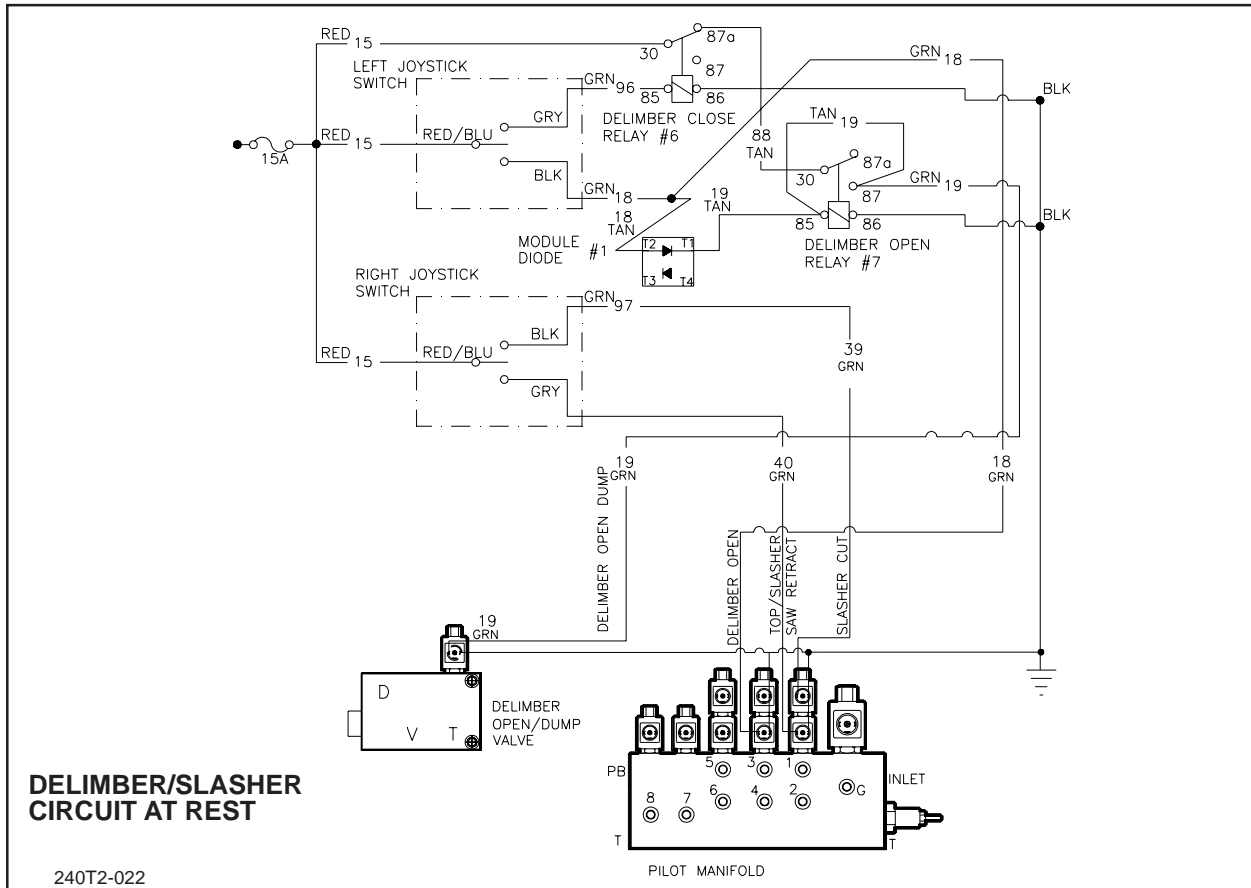 RED 15
30
87a
87
GRN 18
LEFT JOYSTICK
SWITCH
GRN 96
85
86
BLK
GRY
DELIMBER CLOSE
RELAY #6
88
TAN
TAN 19
15A
RED 15
RED/BLU
30
87a
BLK
GRN 18
87
GRN 19
18
TAN
19
TAN
85
86
BLK
MODULE
DIODE #1
T2
T1
T3
T4
DELIMBER OPEN
RELAY #7
RIGHT JOYSTICK
SWITCH
GRN 97
BLK
RED 15
RED/BLU
39
GRN
GRY
19
GRN
40
GRN
18
GRN
DELIMBER OPEN DUMP
DELIMBER OPEN
TOP/SLASHER
SAW RETRACT
SLASHER CUT
19
GRN
D
V
T
DELIMBER
OPEN/DUMP
VALVE
PB
5
3
1
INLET
6
4
2
G
8
7
T
T
PILOT MANIFOLD
DELIMBER/SLASHER
CIRCUIT AT REST
240T2-022